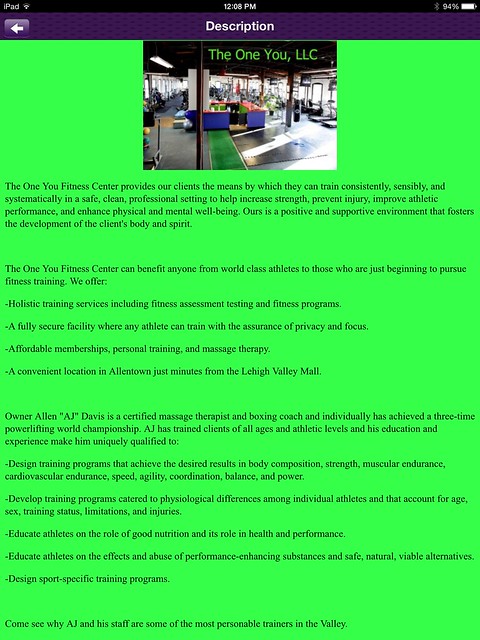 iPad
12:08 PM
94%
Description
The One You, LLC
The One You Fitness Center provides our clients the means by which they can train consistently, sensibly, and
systematically in a safe, clean, professional setting to help increase strength, prevent injury, improve athletic
performance, and enhance physical and mental well-being. Ours is a positive and supportive environment that fosters
the development of the client's body and spirit.
The One You Fitness Center can benefit anyone from world class athletes to those who are just beginning to pursue
fitness training. We offer:
-Holistic training services including fitness assessment testing and fitness programs.
-A fully secure facility where any athlete can train with the assurance of privacy and focus.
-Affordable memberships, personal training, and massage therapy.
-A convenient location in Allentown just minutes from the Lehigh Valley Mall.
Owner Allen "AJ" Davis is a certified massage therapist and boxing coach and individually has achieved a three-time
powerlifting world championship. AJ has trained clients of all ages and athletic levels and his education and
experience make him uniquely qualified to:
-Design training programs that achieve the desired results in body composition, strength, muscular endurance,
cardiovascular endurance, speed, agility, coordination, balance, and power.
-Develop training programs catered to physiological differences among individual athletes and that account for age,
sex, training status, limitations, and injuries.
-Educate athletes on the role of good nutrition and its role in health and performance.
-Educate athletes on the effects and abuse of performance-enhancing substances and safe, natural, viable alternatives.
-Design sport-specific training programs.
Come see why AJ and his staff are some of the most personable trainers in the Valley.